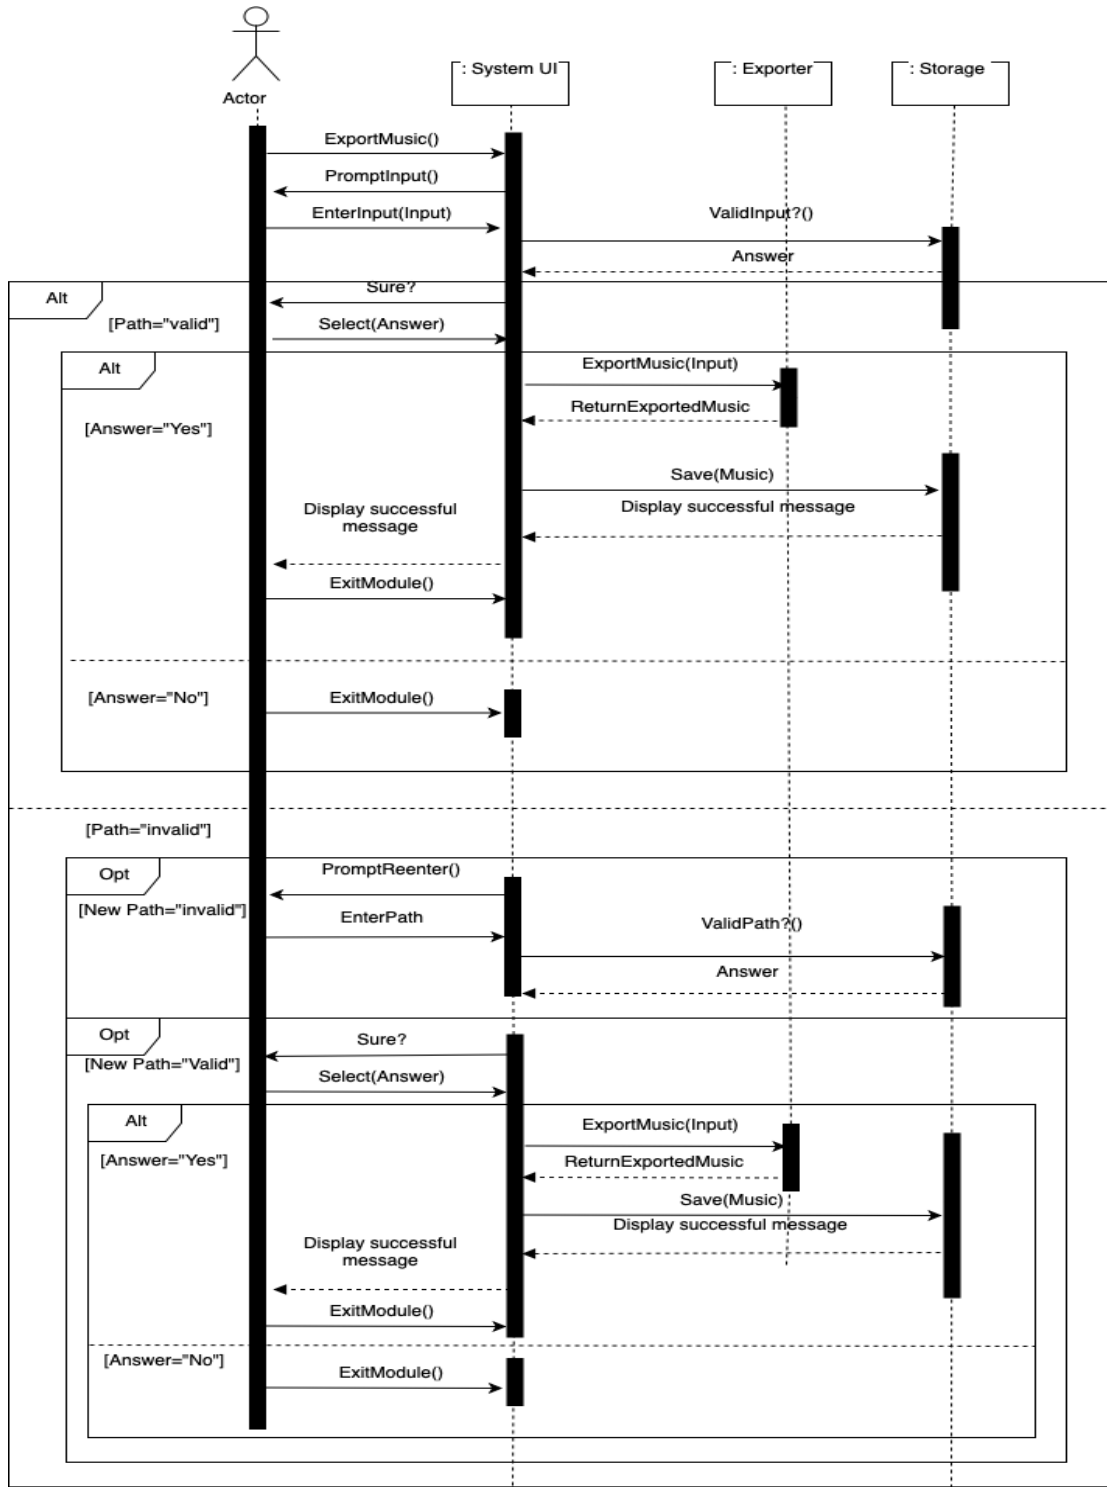 Actor
: System UI
: Exporter
: Storage
ExportMusic()
PromptInput()
EnterInput(Input)
ValidInput?()
Answer
Alt
Sure?
[Path="valid"]
Select(Answer)
Alt
ExportMusic(Input)
ReturnExportedMusic
[Answer="Yes"]
Save(Music)
Display successful message
Display successful
message
ExitModule()
[Answer="No"]
ExitModule()
[Path="invalid"]
Opt
PromptReenter()
[New Path="invalid"]
EnterPath
ValidPath?()
Answer
Opt
Sure?
[New Path="Valid"]
Select(Answer)
Alt
ExportMusic(Input)
[Answer="Yes"]
ReturnExportedMusic
Save(Music)
Display successful message
Display successful
message
ExitModule()
[Answer="No"]
ExitModule()